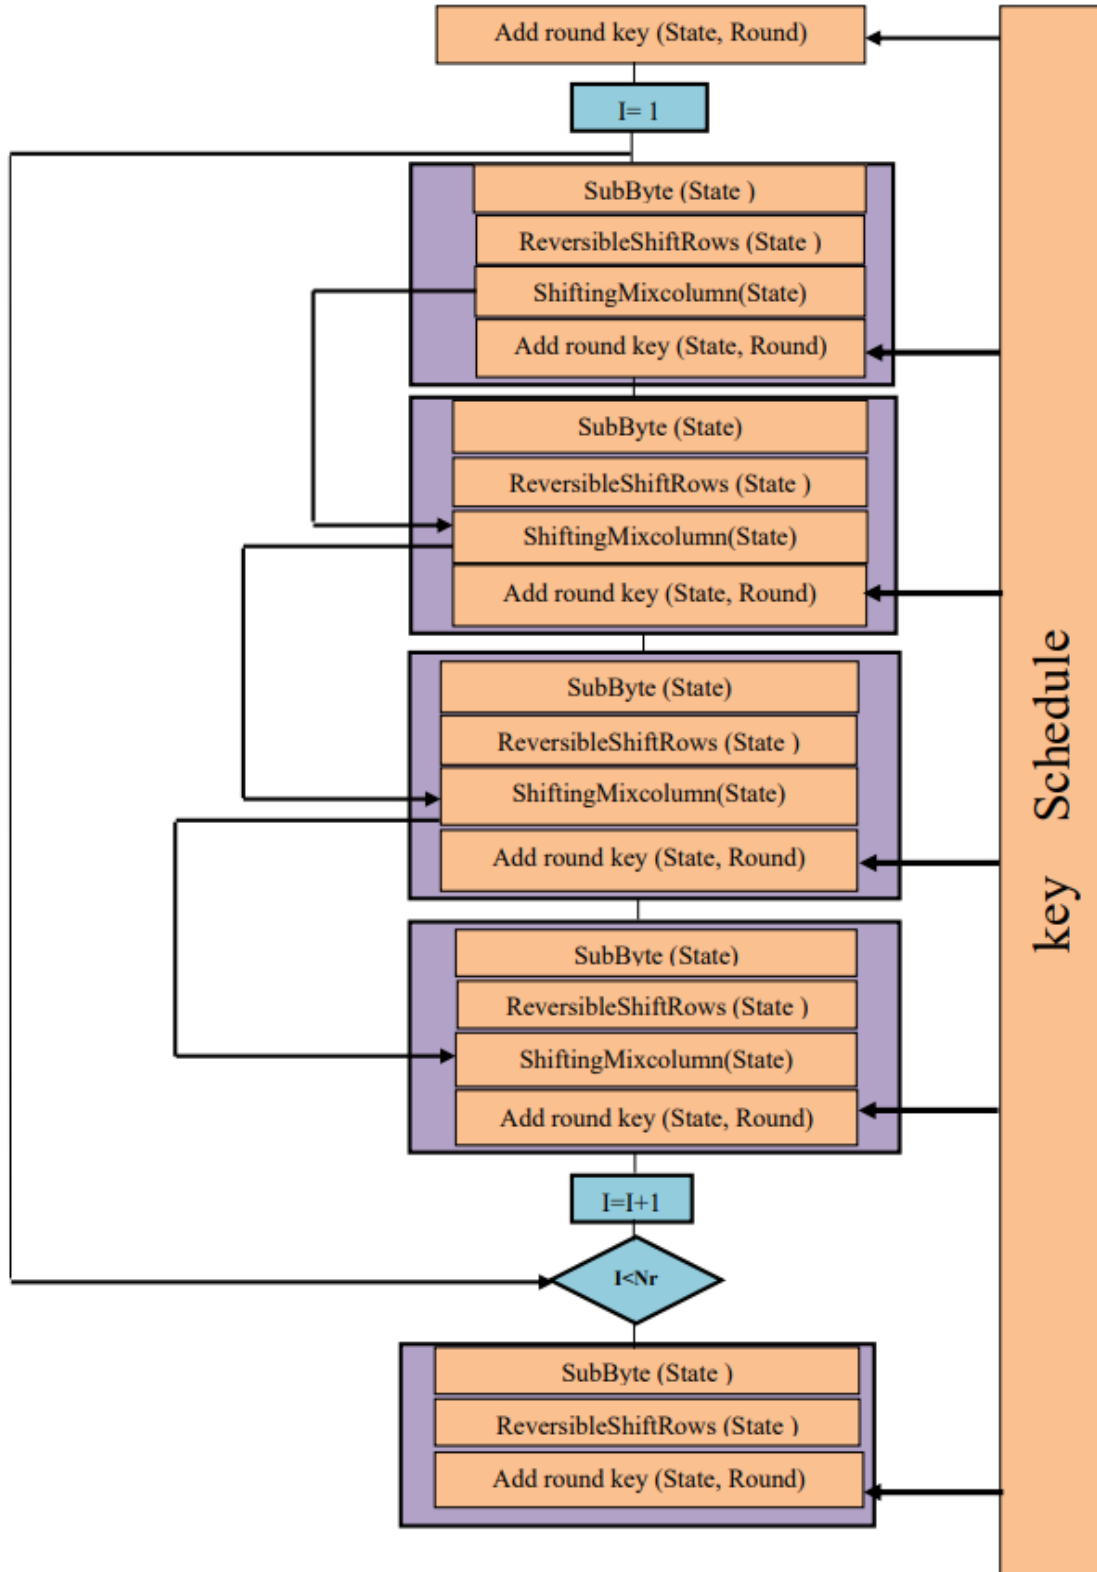 Add round key (State, Round)
I= 1
SubByte (State )
ReversibleShiftRows (State )
ShiftingMixcolumn(State)
Add round key (State, Round)
SubByte (State)
ReversibleShiftRows (State )
ShiftingMixcolumn(State)
Add round key (State, Round)
SubByte (State)
ReversibleShiftRows (State )
ShiftingMixcolumn(State)
Add round key (State, Round)
SubByte (State)
ReversibleShiftRows (State )
ShiftingMixcolumn(State)
Add round key (State, Round)
I=I+1
I<Nr
SubByte (State )
ReversibleShiftRows (State )
Add round key (State, Round)
key Schedule